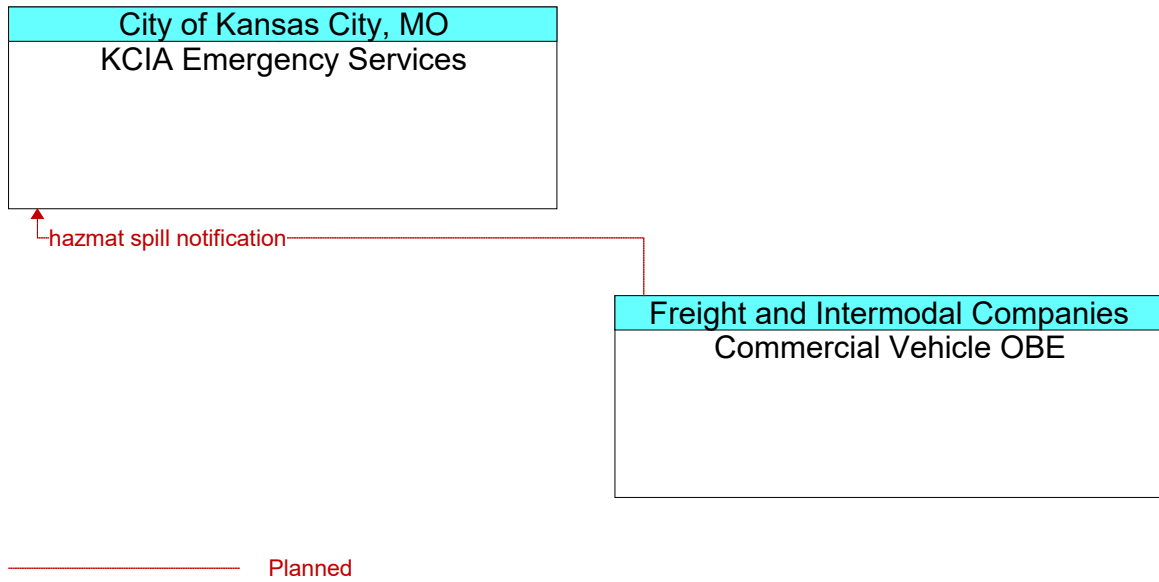 City of Kansas City, MO
KCIA Emergency Services
hazmat spill notification
Freight and Intermodal Companies
Commercial Vehicle OBE
Planned